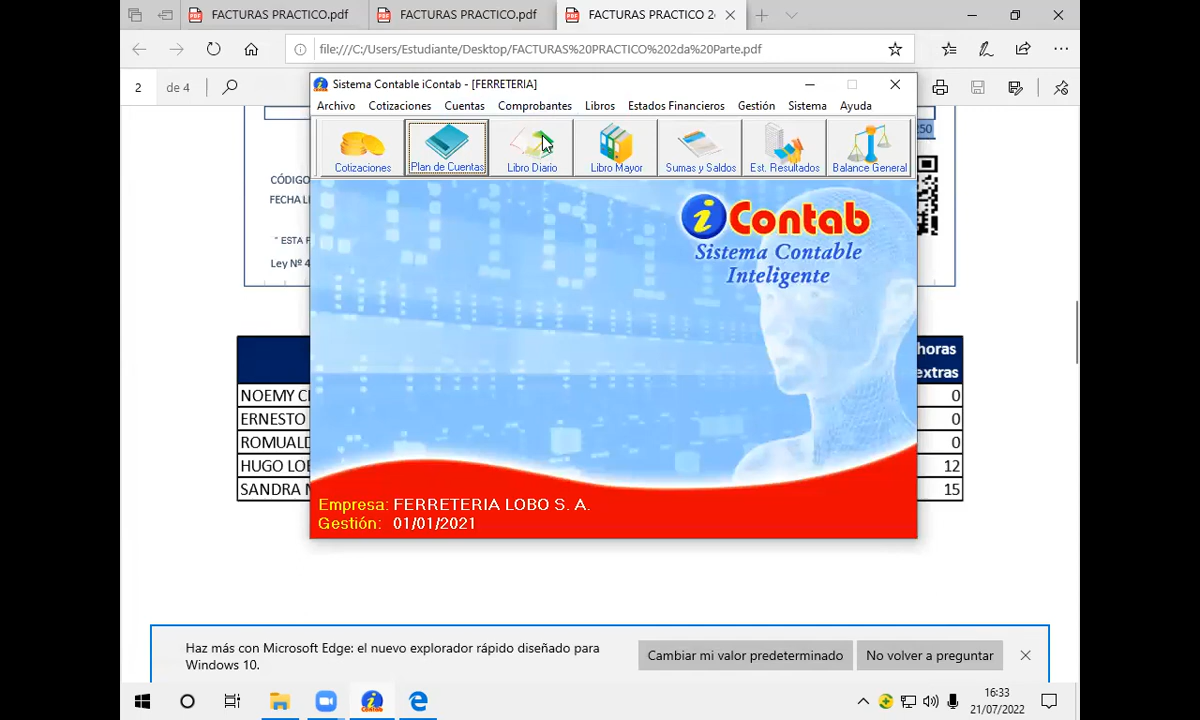 FACTURAS PRACTICO.pdf
FACTURAS PRACTICO.pdf
FACTURAS PRACTICO 2
file:///C:/Users/Estudiante/Desktop/FACTURAS%20PRACTICO%202da%20Parte.pdf
2 de 4
Sistema Contable iContab - [FERRETERIA]
Archivo Cotizaciones Cuentas Comprobantes Libros Estados Financieros Gestión Sistema Ayuda
Cotizaciones Plan de Cuentas Libro Diario Libro Mayor Sumas y Saldos Est. Resultados Balance General
250
CÓDIGO
FECHA LÍ
" ESTA F
Ley Nº 4
i Contab
Sistema Contable
Inteligente
Empresa: FERRETERIA LOBO S. A.
Gestión: 01/01/2021
horas
extras
NOEMY C 0
ERNESTO 0
ROMUALD 0
HUGO LOB 12
SANDRA 15
Haz más con Microsoft Edge: el nuevo explorador rápido diseñado para
Windows 10.
Cambiar mi valor predeterminado
No volver a preguntar
16:33
21/07/2022